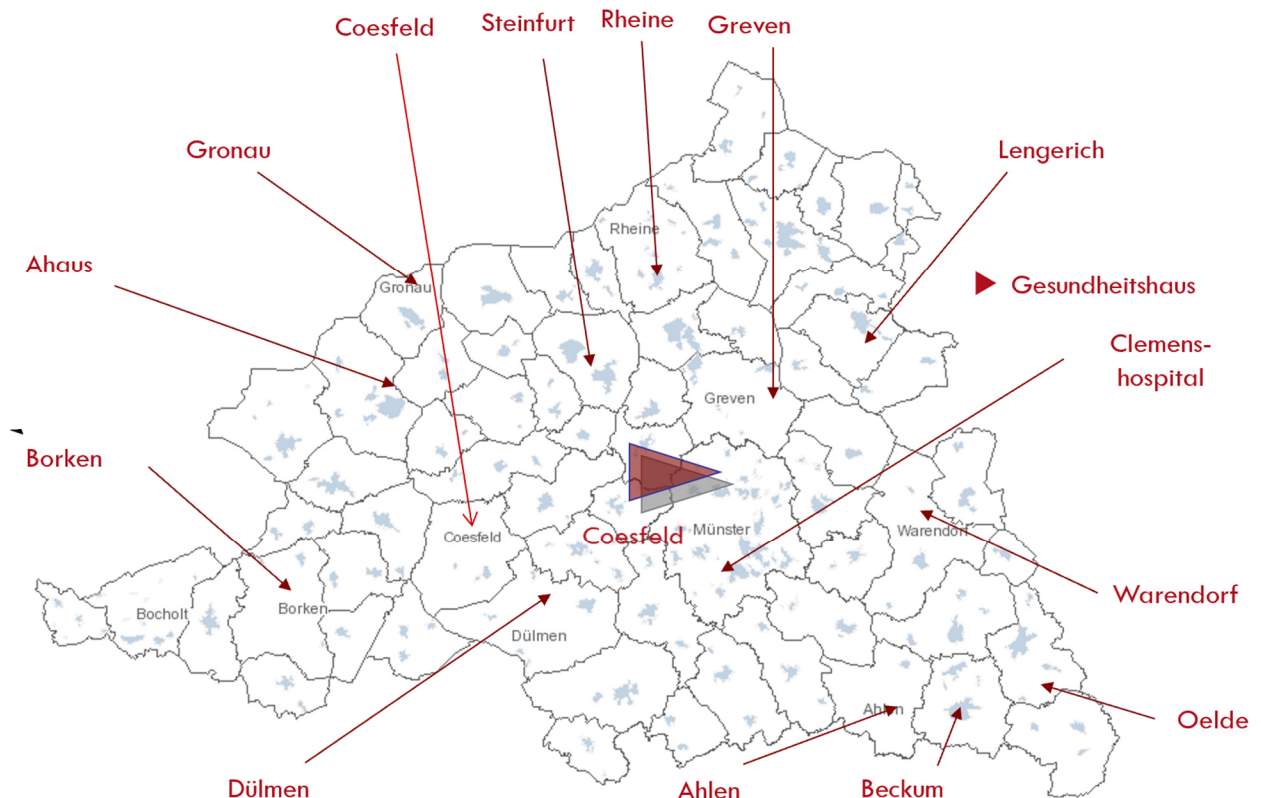 Coesfeld
Steinfurt
Rheine
Greven
Gronau
Lengerich
Rheine
Ahaus
Gronau
Gesundheitshaus
Clemens-
hospital
Greven
Borken
Coesfeld
Coesfeld
Münster
Warendorf
Warendorf
Bocholt
Borken
Dülmen
Ahlen
Oelde
Dülmen
Ahlen
Beckum